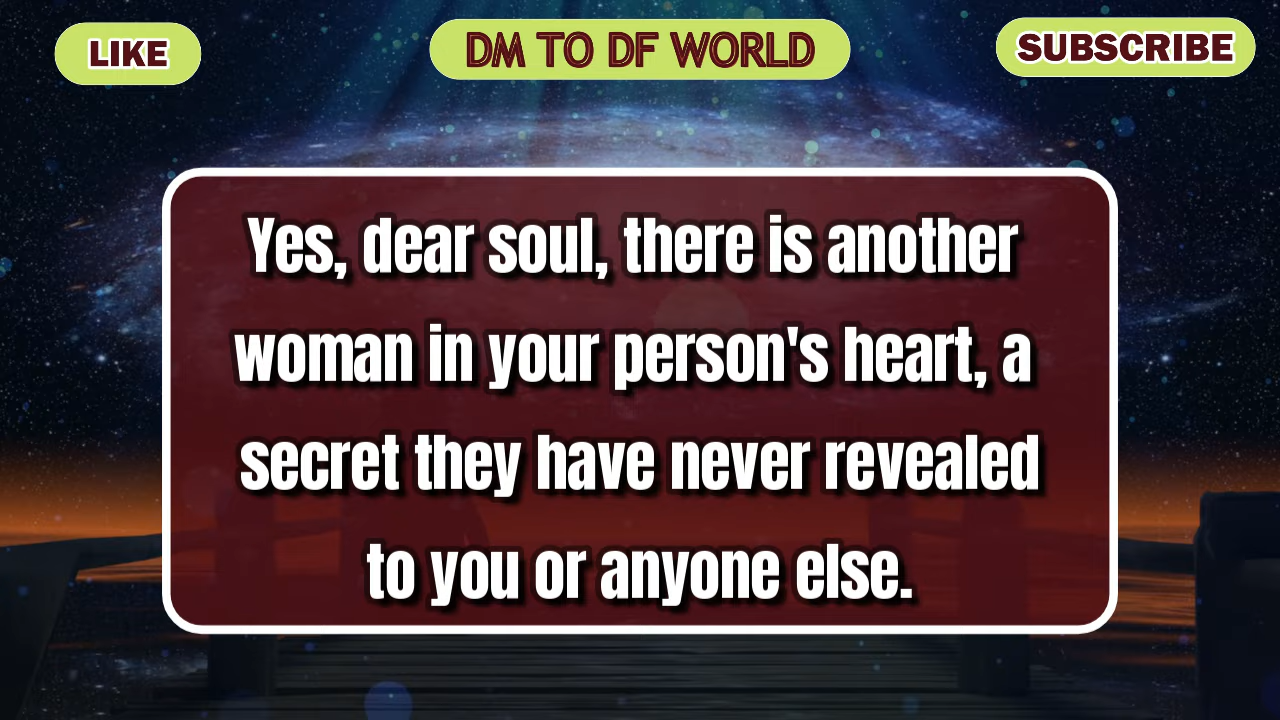 LIKE
DM TO DF WORLD
SUBSCRIBE
Yes, dear soul, there is another
woman in your person's heart, a
secret they have never revealed
to you or anyone else.